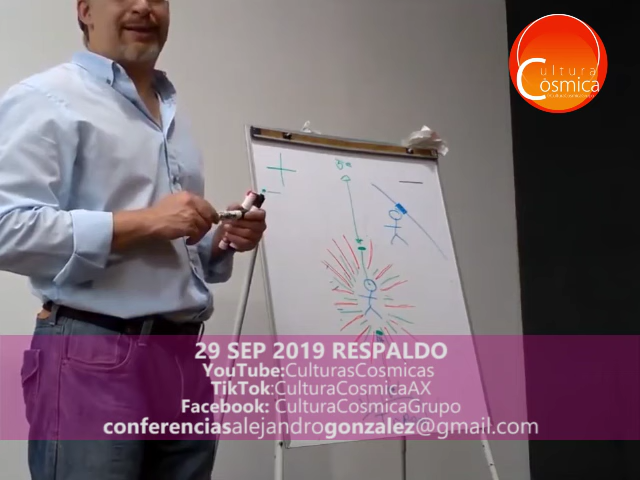 Cultura
Cósmica
29 SEP 2019 RESPALDO
YouTube:CulturasCosmicas
TikTok:CulturaCosmicaAX
Facebook: CulturaCosmicaGrupo
conferenciasalejandrogonzalez@gmail.com